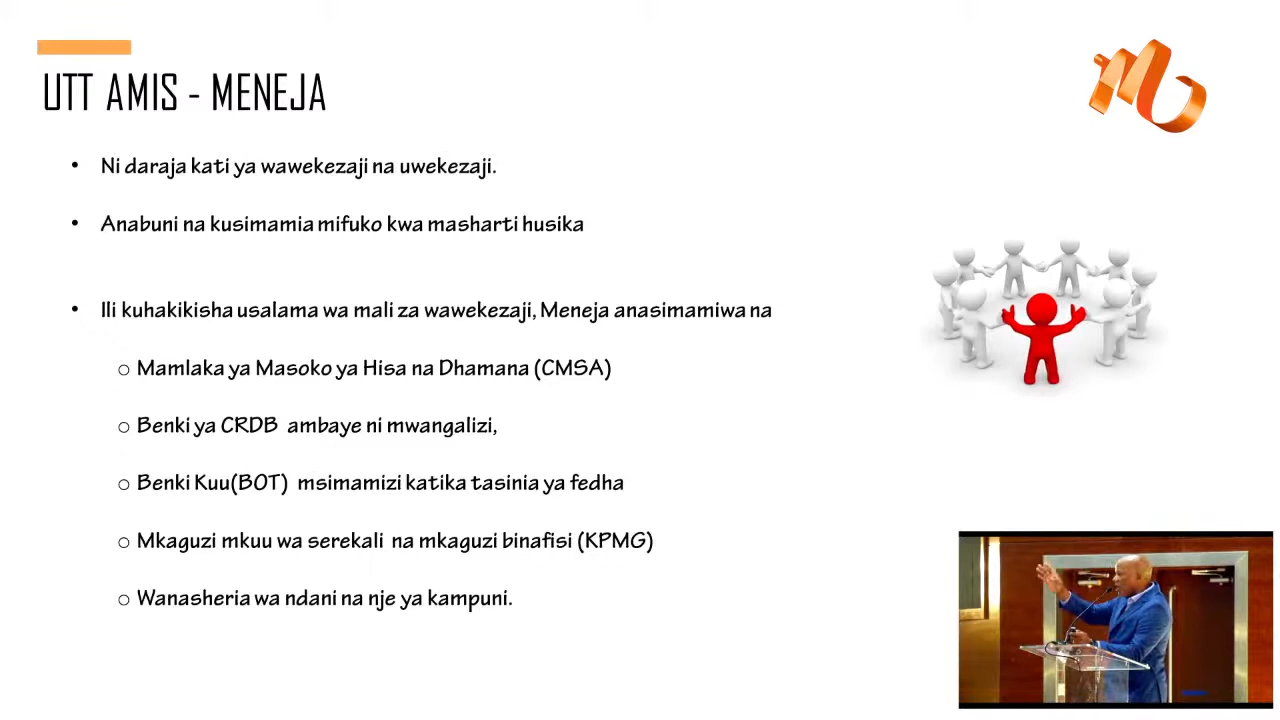 UTT AMIS - MENEJA
• Ni daraja kati ya wawekezaji na uwekezaji.
• Anabuni na kusimamia mifuko kwa masharti husika
• Ili kuhakikisha usalama wa mali za wawekezaji, Meneja anasimamiwa na
○ Mamlaka ya Masoko ya Hisa na Dhamana (CMSA)
○ Benki ya CRDB ambaye ni mwangalizi,
○ Benki Kuu(BOT) msimamizi katika tasinia ya fedha
○ Mkaguzi mkuu wa serekali na mkaguzi binafisi (KPMG)
○ Wanasheria wa ndani na nje ya kampuni.